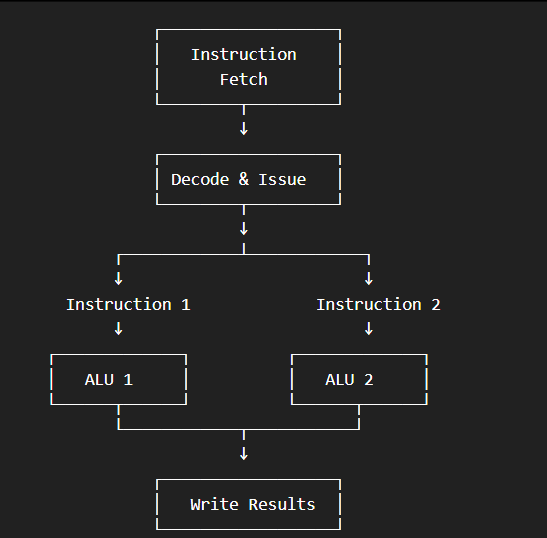 Instruction
Fetch
Decode & Issue
Instruction 1
Instruction 2
ALU 1
ALU 2
Write Results